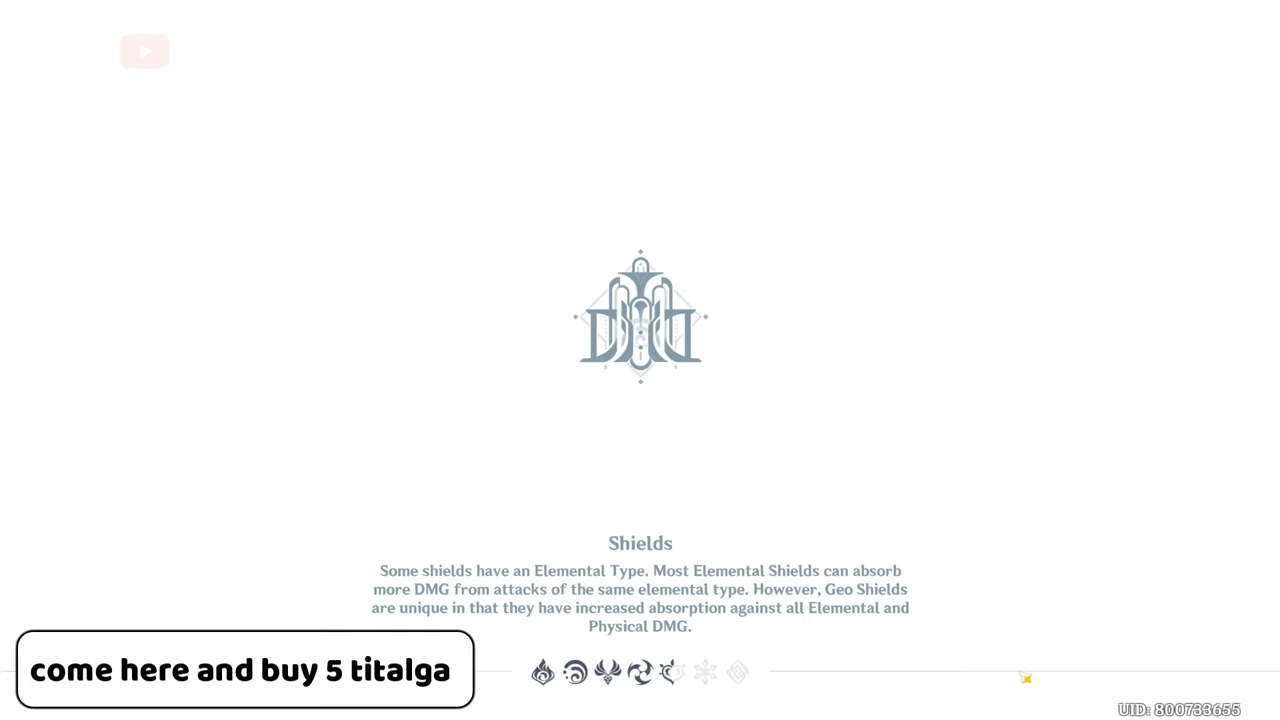 Shields
Some shields have an Elemental Type. Most Elemental Shields can absorb
more DMG from attacks of the same elemental type. However, Geo Shields
are unique in that they have increased absorption against all Elemental and
Physical DMG.
come here and buy 5 titalga
UID: 800733655